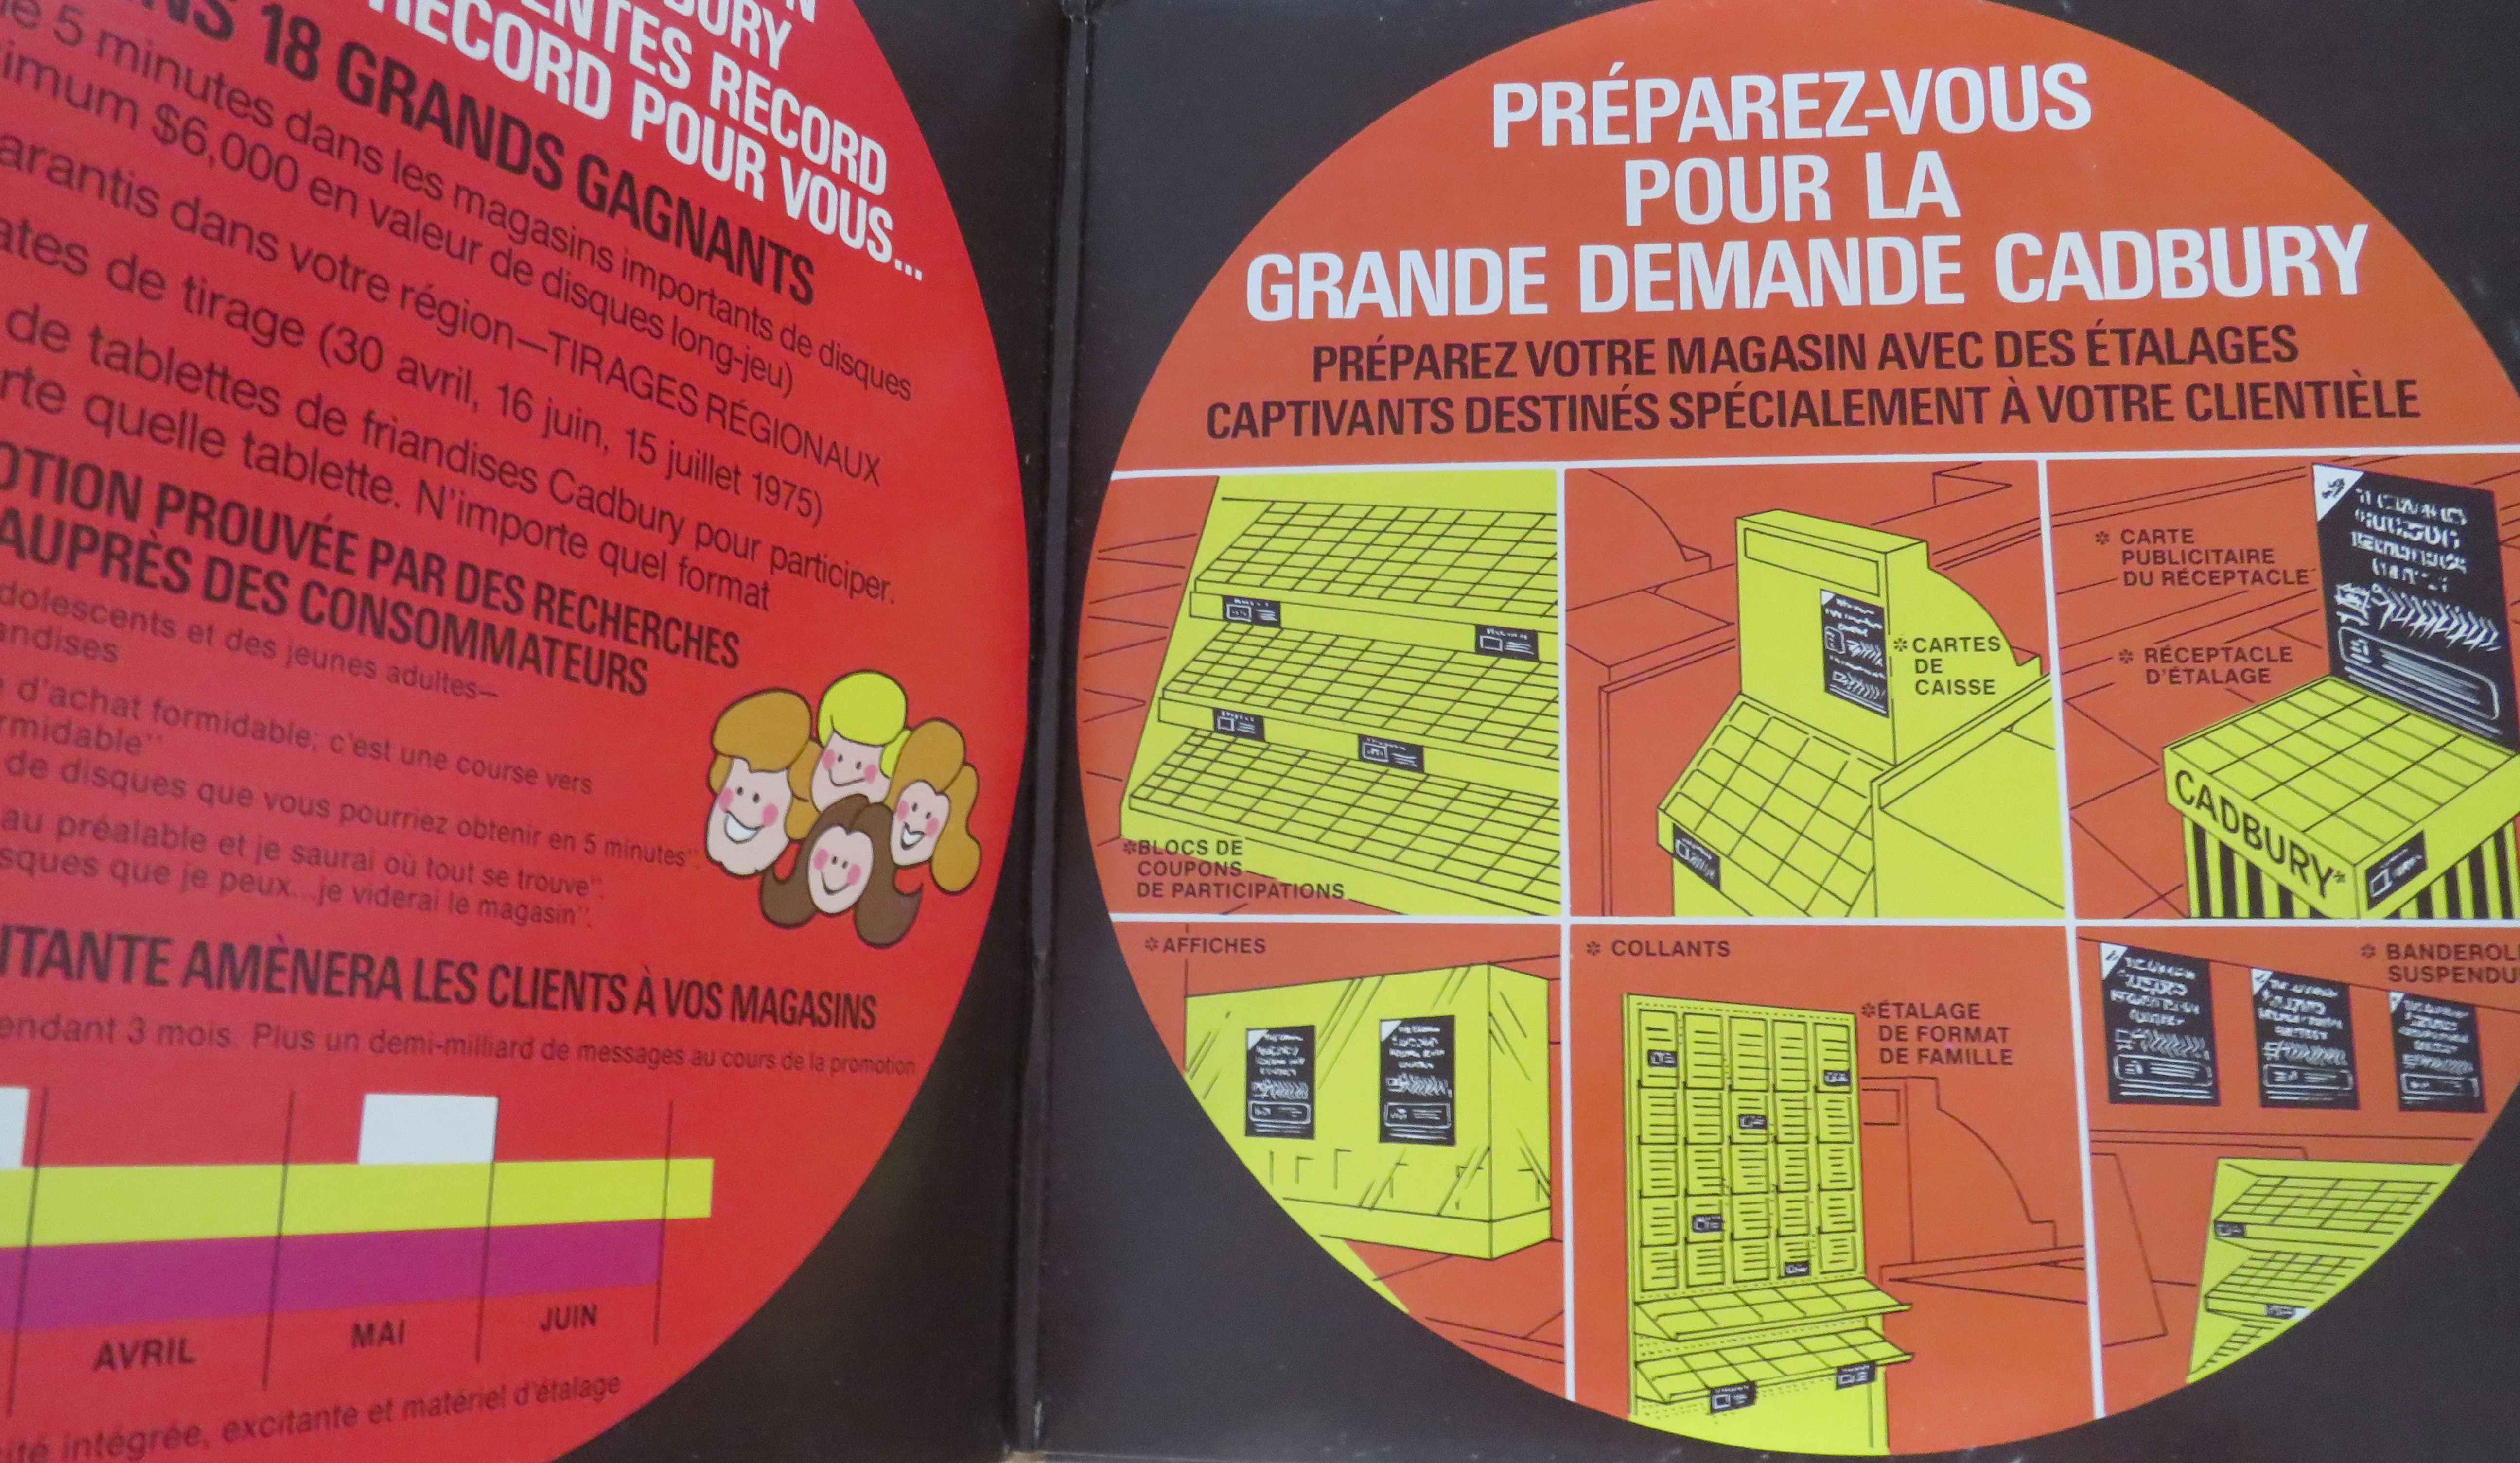 BURY
ENTES RECORD
RECORD POUR VOUS...
18 GRANDS GAGNANTS
5 minutes dans les magasins importants de disques
$6,000 en valeur de disques long-jeu)
dans votre région—TIRAGES RÉGIONAUX
de tirage (30 avril, 16 juin, 15 juillet 1975)
de tablettes de friandises Cadbury pour participer.
quelle tablette. N'importe quel format
OTION PROUVÉE PAR DES RECHERCHES
AUPRÈS DES CONSOMMATEURS
dolescents et des jeunes adultes—
andises
d'achat formidable; c'est une course vers
rmidable''
de disques que vous pourriez obtenir en 5 minutes''.
au préalable et je saurai où tout se trouve''.
sques que je peux...je viderai le magasin''.
ITANTE AMÈNERA LES CLIENTS À VOS MAGASINS
endant 3 mois. Plus un demi-milliard de messages au cours de la promotion
AVRIL
MAI
JUIN
intégrée, excitante et matériel d'étalage
PRÉPAREZ-VOUS
POUR LA
GRANDE DEMANDE CADBURY
PRÉPAREZ VOTRE MAGASIN AVEC DES ÉTALAGES
CAPTIVANTS DESTINÉS SPÉCIALEMENT À VOTRE CLIENTIÈLE
*BLOCS DE
COUPONS
DE PARTICIPATIONS
*CARTES
DE
CAISSE
* CARTE
PUBLICITAIRE
DU RÉCEPTACLE
* RÉCEPTACLE
D'ÉTALAGE
CADBURY*
*AFFICHES
* COLLANTS
*ÉTALAGE
DE FORMAT
DE FAMILLE
* BANDEROL
SUSPENDU